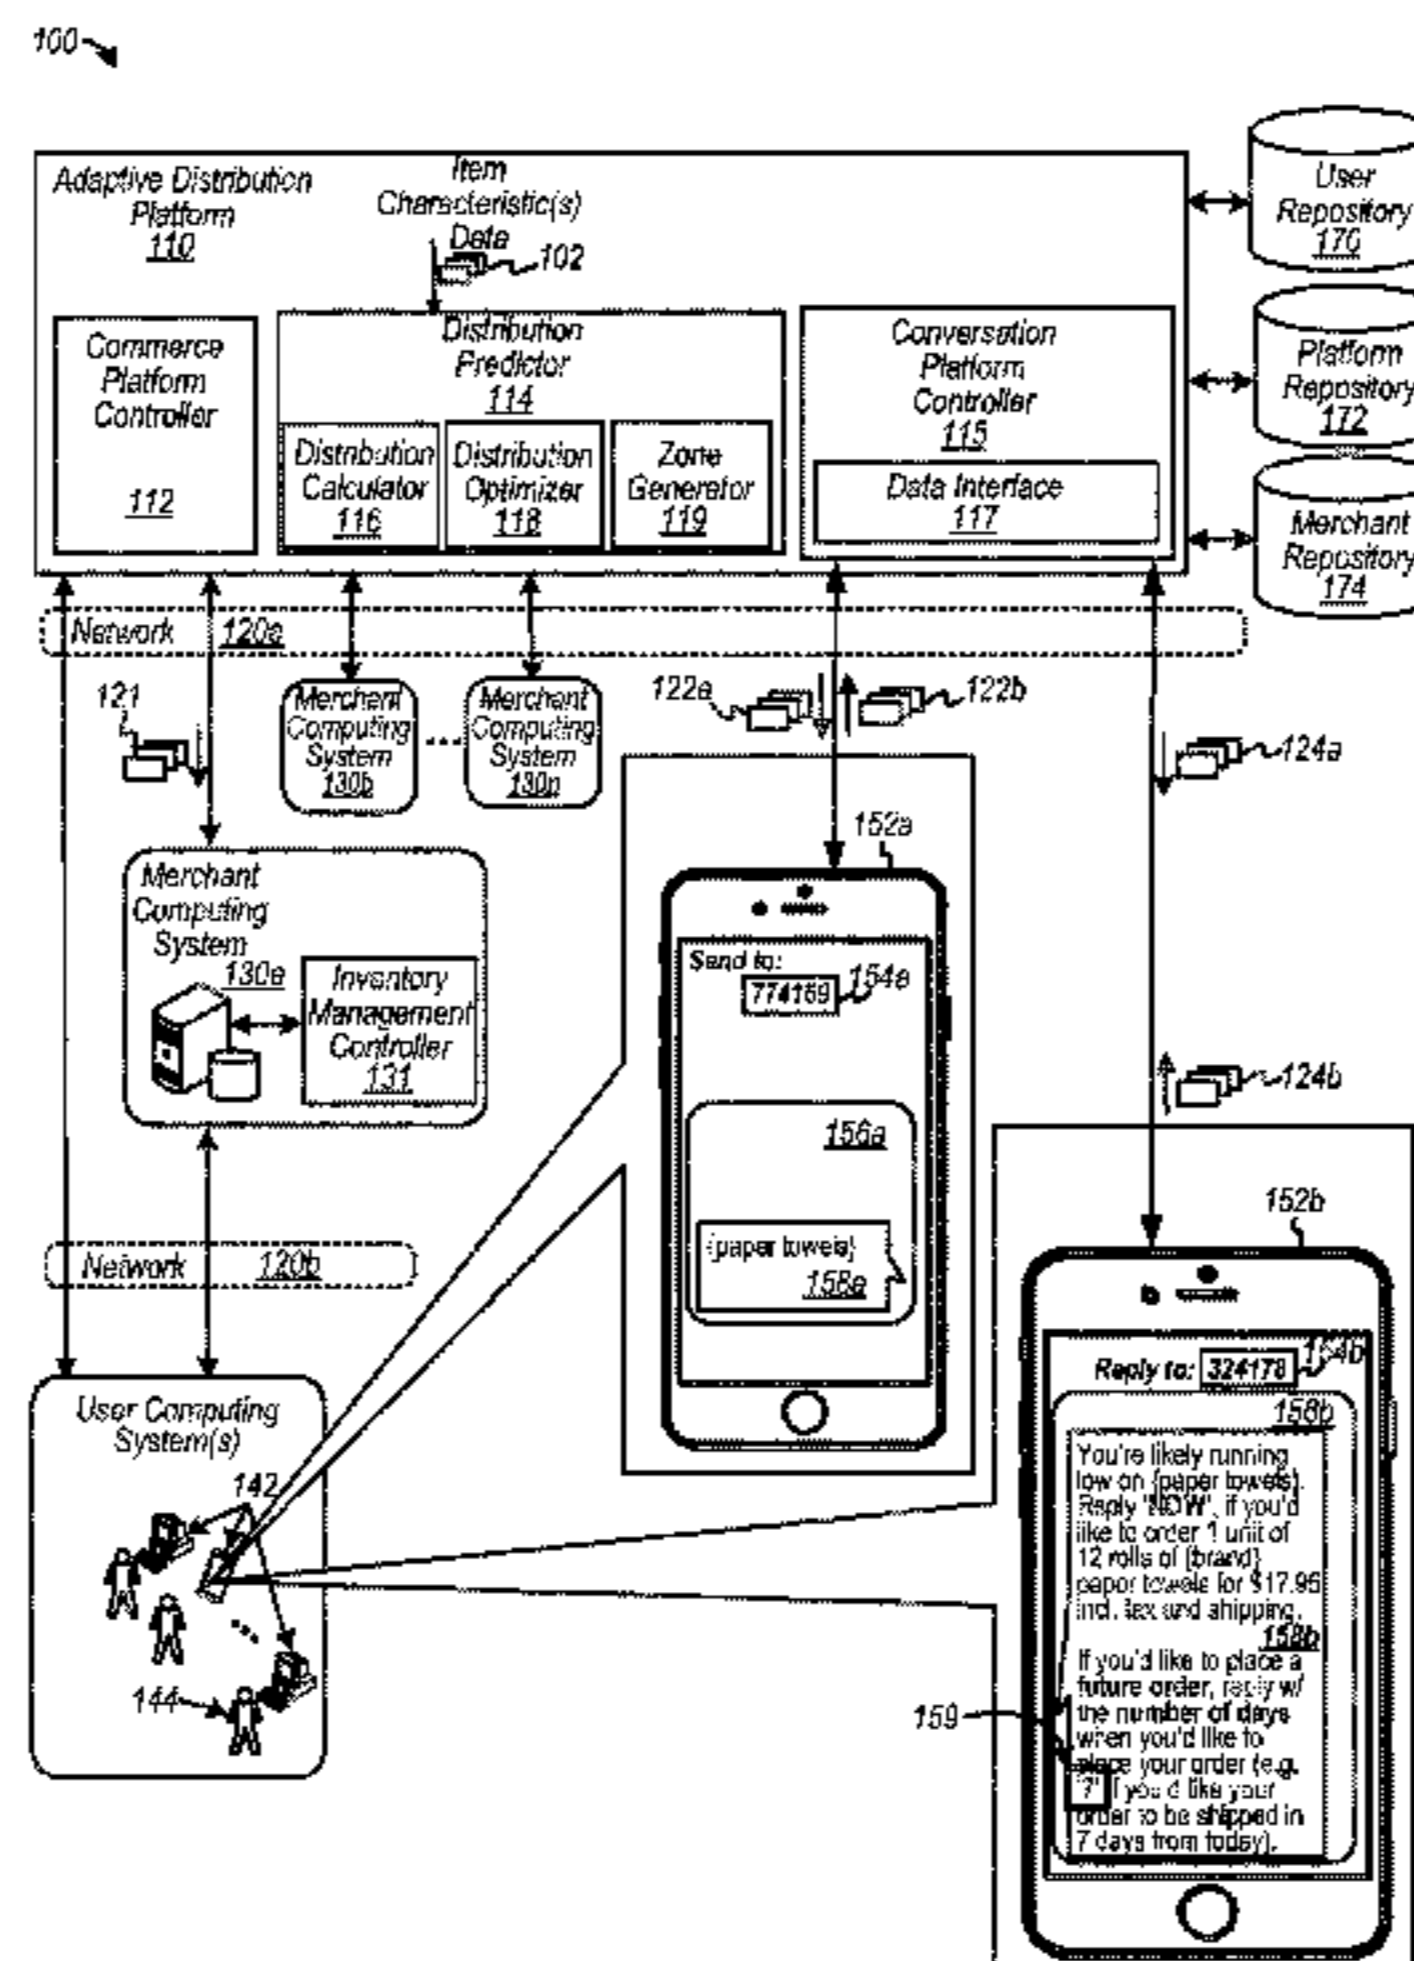 100
Adaptive Distribution
Platform
110
Item
Characteristic(s)
Data
102
User
Repository
170
Commerce
Platform
Controller
112
Distribution
Predictor
114
Distribution
Calculator
116
Distribution
Optimizer
118
Zone
Generator
119
Conversation
Platform
Controller
115
Data Interface
117
Platform
Repository
172
Merchant
Repository
174
Network 120a
121
Merchant
Computing
System
130b
....
Merchant
Computing
System
130n
122a
122b
124a
152a
Merchant
Computing
System
130a
Inventory
Management
Controller
131
Send to:
774169
154a
156a
{paper towels}
158a
124b
152b
Network 120b
User Computing
System(s)
142
144
Reply to: 324178
154b
156b
You're likely running
low on {paper towels}.
Reply 'NOW', if you'd
like to order 1 unit of
12 rolls of {brand}
paper towels for $17.95
incl. tax and shipping.
158b
If you'd like to place a
future order, reply w/
the number of days
when you'd like to
place your order (e.g.
'7' if you'd like your
order to be shipped in
7 days from today).
159